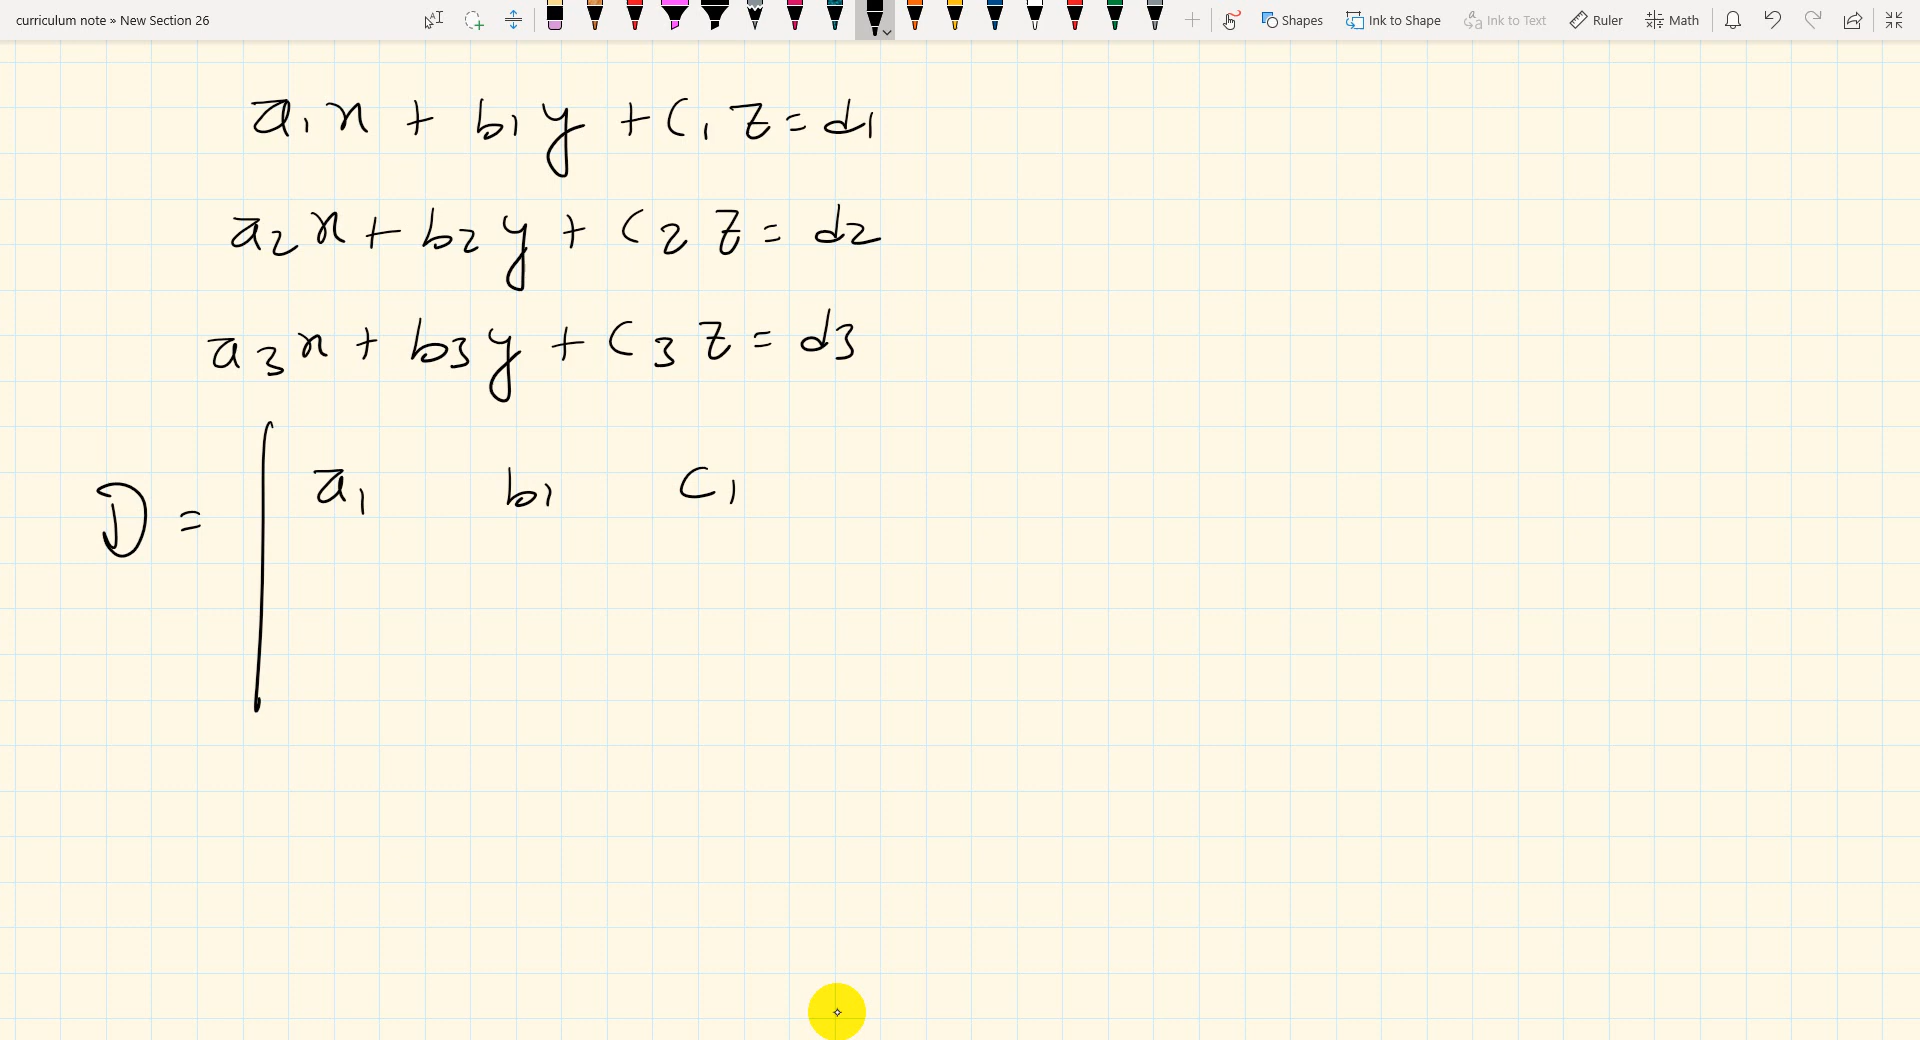 curriculum note » New Section 26
Shapes
Ink to Shape
Ink to Text
Ruler
Math
a1x + b1y + c1z = d1
a2x + b2y + c2z = d2
a3x + b3y + c3z = d3
D = | a1 b1 c1